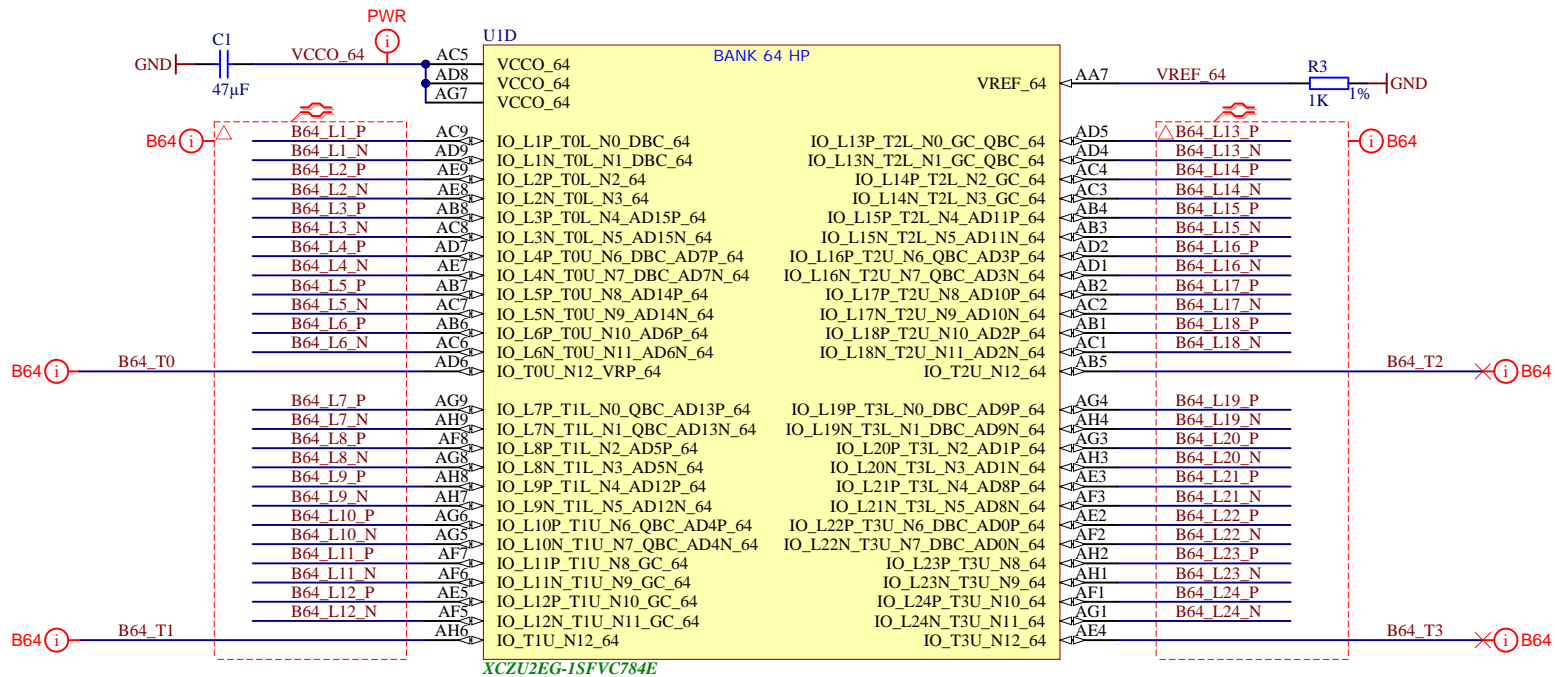 PWR
C1
U1D
GND VCCO_64 AC5 VCCO_64 BANK 64 HP
47µF AD8 VCCO_64 VREF_64 AA7 VREF_64 R3 1K 1% GND
AG7 VCCO_64
B64 i B64_L1_P AC9 IO_L1P_T0L_N0_DBC_64 IO_L13P_T2L_N0_GC_QBC_64 AD5 B64_L13_P i B64
B64_L1_N AD9 IO_L1N_T0L_N1_DBC_64 IO_L13N_T2L_N1_GC_QBC_64 AD4 B64_L13_N
B64_L2_P AE9 IO_L2P_T0L_N2_64 IO_L14P_T2L_N2_GC_64 AC4 B64_L14_P
B64_L2_N AE8 IO_L2N_T0L_N3_64 IO_L14N_T2L_N3_GC_64 AC3 B64_L14_N
B64_L3_P AB8 IO_L3P_T0L_N4_AD15P_64 IO_L15P_T2L_N4_AD11P_64 AB4 B64_L15_P
B64_L3_N AC8 IO_L3N_T0L_N5_AD15N_64 IO_L15N_T2L_N5_AD11N_64 AB3 B64_L15_N
B64_L4_P AD7 IO_L4P_T0U_N6_DBC_AD7P_64 IO_L16P_T2U_N6_QBC_AD3P_64 AD2 B64_L16_P
B64_L4_N AE7 IO_L4N_T0U_N7_DBC_AD7N_64 IO_L16N_T2U_N7_QBC_AD3N_64 AD1 B64_L16_N
B64_L5_P AB7 IO_L5P_T0U_N8_AD14P_64 IO_L17P_T2U_N8_AD10P_64 AB2 B64_L17_P
B64_L5_N AC7 IO_L5N_T0U_N9_AD14N_64 IO_L17N_T2U_N9_AD10N_64 AC2 B64_L17_N
B64_L6_P AB6 IO_L6P_T0U_N10_AD6P_64 IO_L18P_T2U_N10_AD2P_64 AB1 B64_L18_P
B64_L6_N AC6 IO_L6N_T0U_N11_AD6N_64 IO_L18N_T2U_N11_AD2N_64 AC1 B64_L18_N
B64 i B64_T0 AD6 IO_T0U_N12_VRP_64 IO_T2U_N12_64 AB5 B64_T2 i B64
B64_L7_P AG9 IO_L7P_T1L_N0_QBC_AD13P_64 IO_L19P_T3L_N0_DBC_AD9P_64 AG4 B64_L19_P
B64_L7_N AH9 IO_L7N_T1L_N1_QBC_AD13N_64 IO_L19N_T3L_N1_DBC_AD9N_64 AH4 B64_L19_N
B64_L8_P AF8 IO_L8P_T1L_N2_AD5P_64 IO_L20P_T3L_N2_AD1P_64 AG3 B64_L20_P
B64_L8_N AG8 IO_L8N_T1L_N3_AD5N_64 IO_L20N_T3L_N3_AD1N_64 AH3 B64_L20_N
B64_L9_P AH8 IO_L9P_T1L_N4_AD12P_64 IO_L21P_T3L_N4_AD8P_64 AE3 B64_L21_P
B64_L9_N AH7 IO_L9N_T1L_N5_AD12N_64 IO_L21N_T3L_N5_AD8N_64 AF3 B64_L21_N
B64_L10_P AG6 IO_L10P_T1U_N6_QBC_AD4P_64 IO_L22P_T3U_N6_DBC_AD0P_64 AE2 B64_L22_P
B64_L10_N AG5 IO_L10N_T1U_N7_QBC_AD4N_64 IO_L22N_T3U_N7_DBC_AD0N_64 AF2 B64_L22_N
B64_L11_P AF7 IO_L11P_T1U_N8_GC_64 IO_L23P_T3U_N8_64 AH2 B64_L23_P
B64_L11_N AF6 IO_L11N_T1U_N9_GC_64 IO_L23N_T3U_N9_64 AH1 B64_L23_N
B64_L12_P AE5 IO_L12P_T1U_N10_GC_64 IO_L24P_T3U_N10_64 AF1 B64_L24_P
B64_L12_N AF5 IO_L12N_T1U_N11_GC_64 IO_L24N_T3U_N11_64 AG1 B64_L24_N
B64 i B64_T1 AH6 IO_T1U_N12_64 IO_T3U_N12_64 AE4 B64_T3 i B64
XCZU2EG-1SFVC784E